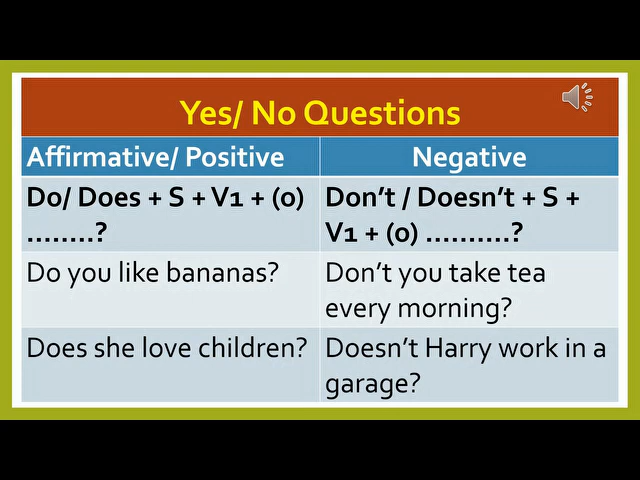 Yes/ No Questions
Affirmative/ Positive
Negative
Do/ Does + S + V1 + (o)
........?
Don't / Doesn't + S +
V1 + (o) ..........?
Do you like bananas?
Don't you take tea
every morning?
Does she love children?
Doesn't Harry work in a
garage?